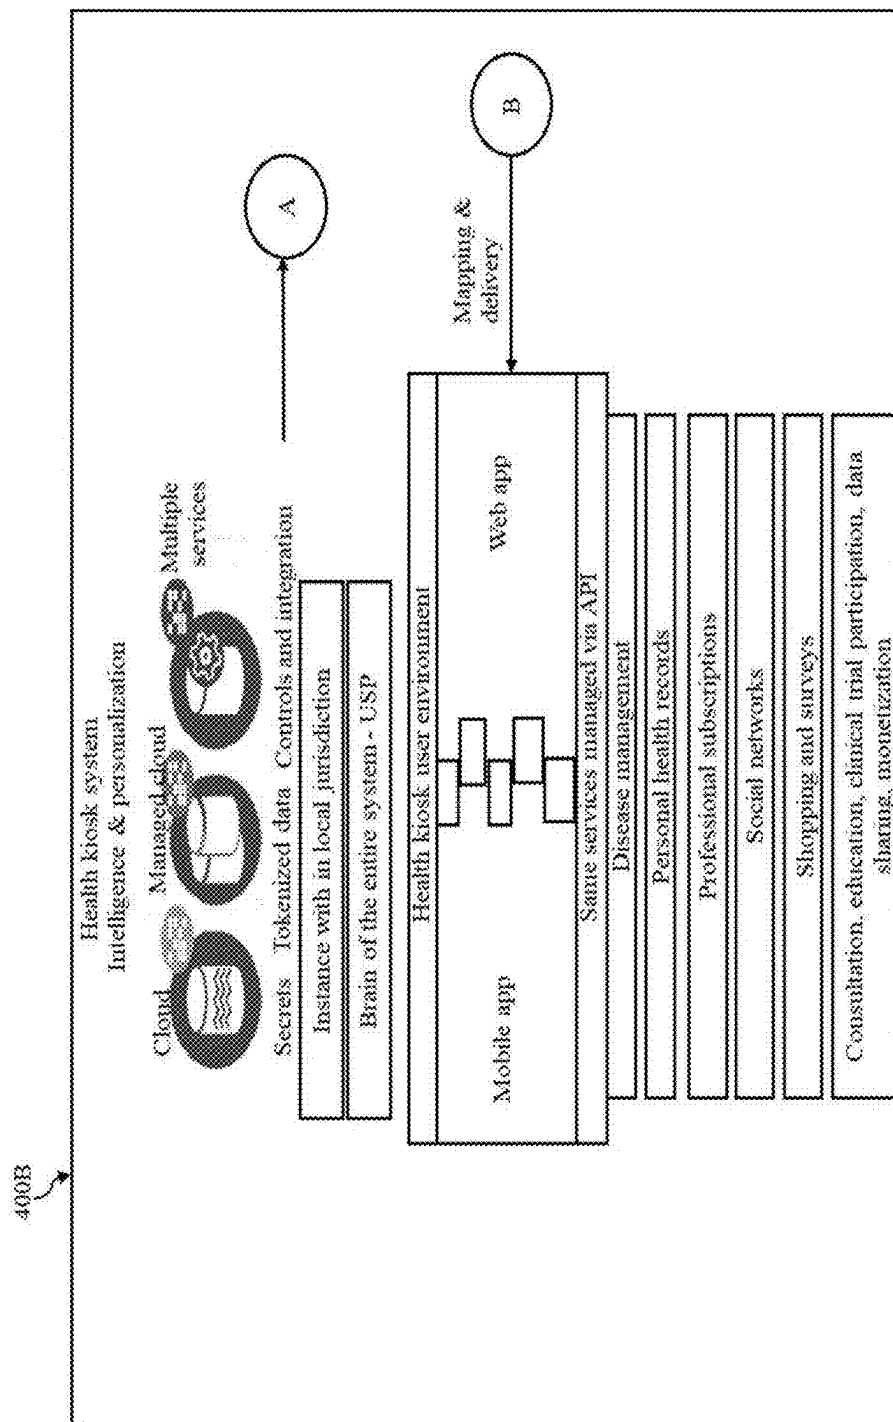 400B
Health kiosk system
Intelligence & personalization
Cloud
Managed cloud
Multiple
services
Secrets Tokenized data Controls and integration
A
Instance with in local jurisdiction
Brain of the entire system - USP
Health kiosk user environment
Mobile app
Web app
Mapping &
delivery
B
Same services managed via API
Disease management
Personal health records
Professional subscriptions
Social networks
Shopping and surveys
Consultation, education, clinical trial participation, data
sharing, monetization